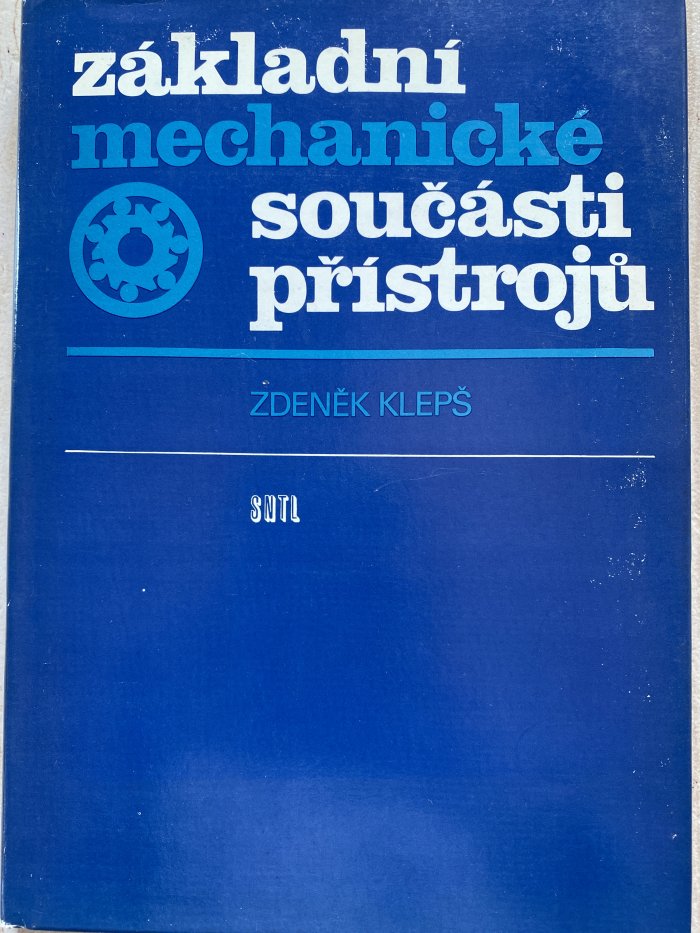 základní
mechanické
součásti
přístrojů
ZDENĚK KLEPŠ
SNTL